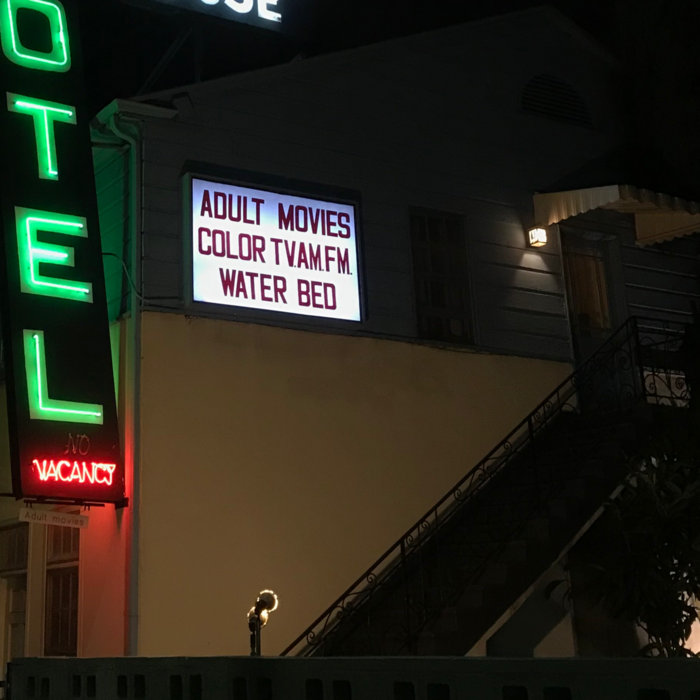 OTEL
ADULT MOVIES
COLOR TV.AM.FM.
WATER BED
NO
VACANCY
Adult movies